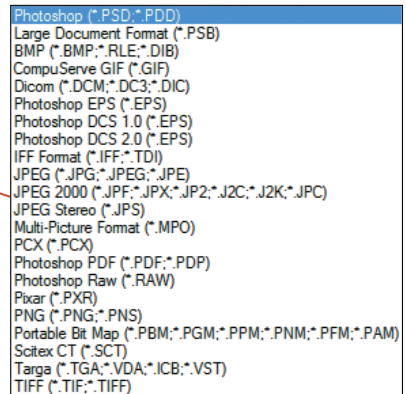 Photoshop (*.PSD;*.PDD)
Large Document Format (*.PSB)
BMP (*.BMP;*.RLE;*.DIB)
CompuServe GIF (*.GIF)
Dicom (*.DCM;*.DC3;*.DIC)
Photoshop EPS (*.EPS)
Photoshop DCS 1.0 (*.EPS)
Photoshop DCS 2.0 (*.EPS)
IFF Format (*.IFF;*.TDI)
JPEG (*.JPG;*.JPEG;*.JPE)
JPEG 2000 (*.JPF;*.JPX;*.JP2;*.J2C;*.J2K;*.JPC)
JPEG Stereo (*.JPS)
Multi-Picture Format (*.MPO)
PCX (*.PCX)
Photoshop PDF (*.PDF;*.PDP)
Photoshop Raw (*.RAW)
Pixar (*.PXR)
PNG (*.PNG;*.PNS)
Portable Bit Map (*.PBM;*.PGM;*.PPM;*.PNM;*.PFM;*.PAM)
Scitex CT (*.SCT)
Targa (*.TGA;*.VDA;*.ICB;*.VST)
TIFF (*.TIF;*.TIFF)